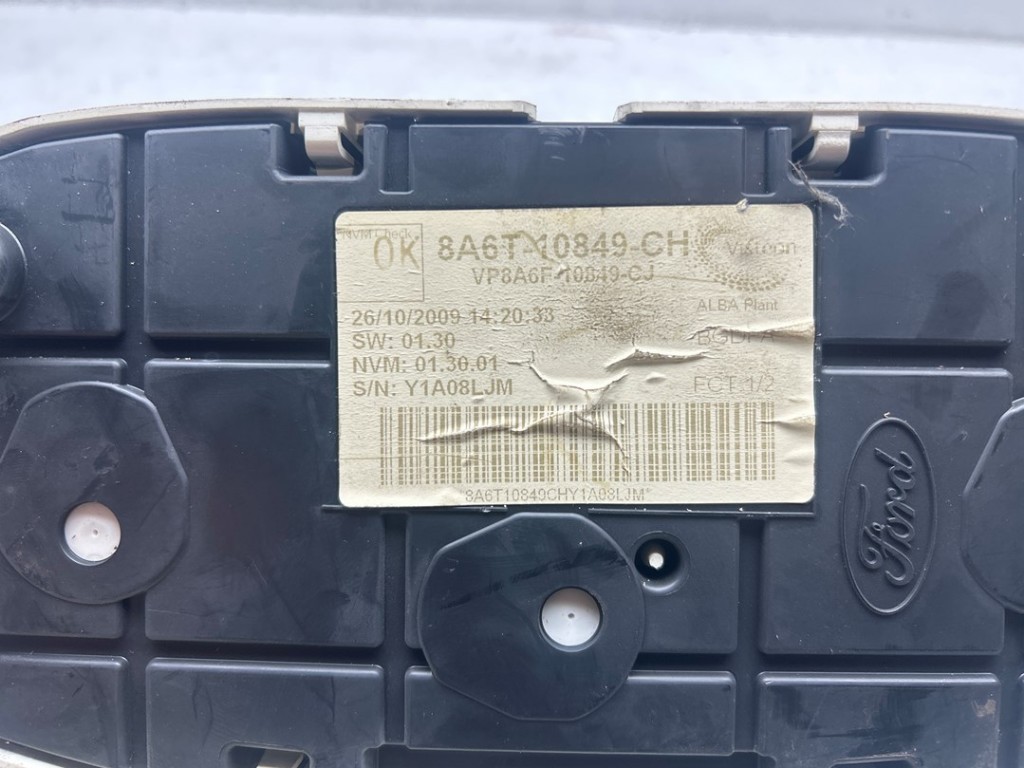 NVM Check
OK
8A6T-10849-CH
Visteon
VP8A6F-10849-CJ
ALBA Plant
26/10/2009 14:20:33
SW: 01.30
NVM: 01.30.01
FCT 1/2
S/N: Y1A08LJM
*8A6T10849CHY1A08LJM*
Ford